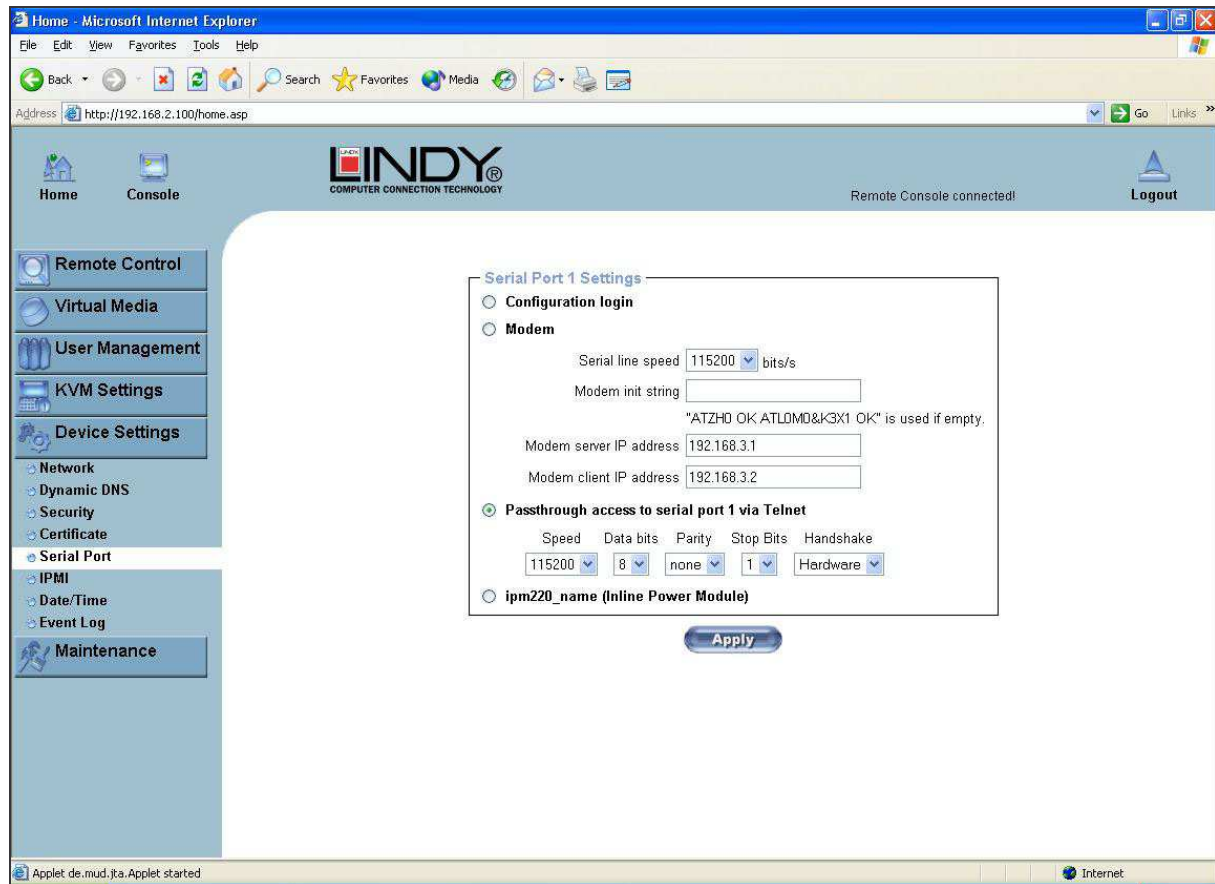 Home - Microsoft Internet Explorer
File Edit View Favorites Tools Help
Back Search Favorites Media
Address http://192.168.2.100/home.asp Go Links »
Home Console
LINDY
LINDY®
COMPUTER CONNECTION TECHNOLOGY
Remote Console connected!
Logout
Remote Control
Virtual Media
User Management
KVM Settings
Device Settings
Network
Dynamic DNS
Security
Certificate
Serial Port
IPMI
Date/Time
Event Log
Maintenance
Serial Port 1 Settings
Configuration login
Modem
Serial line speed 115200 bits/s
Modem init string
"ATZH0 OK ATL0M0&K3X1 OK" is used if empty.
Modem server IP address 192.168.3.1
Modem client IP address 192.168.3.2
Passthrough access to serial port 1 via Telnet
Speed Data bits Parity Stop Bits Handshake
115200 8 none 1 Hardware
ipm220_name (Inline Power Module)
Apply
Applet de.mud.jta.Applet started Internet